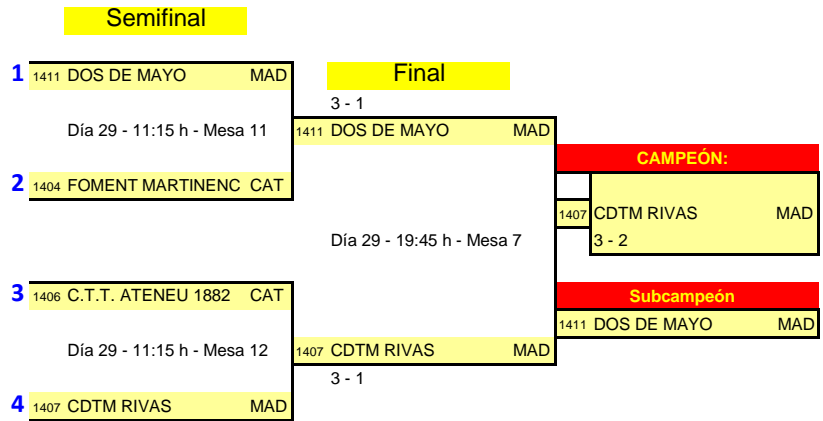 Semifinal
1 1411 DOS DE MAYO MAD
Final
3 - 1
Día 29 - 11:15 h - Mesa 11
1411 DOS DE MAYO MAD
CAMPEÓN:
2 1404 FOMENT MARTINENC CAT
1407 CDTM RIVAS MAD
Día 29 - 19:45 h - Mesa 7
3 - 2
3 1406 C.T.T. ATENEU 1882 CAT
Subcampeón
1411 DOS DE MAYO MAD
Día 29 - 11:15 h - Mesa 12
1407 CDTM RIVAS MAD
3 - 1
4 1407 CDTM RIVAS MAD